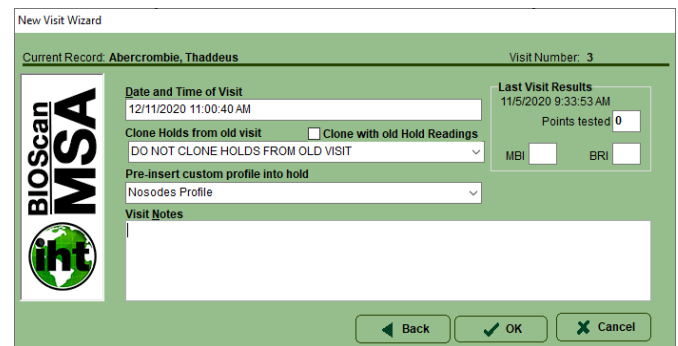 New Visit Wizard
Current Record: Abercrombie, Thaddeus
Visit Number: 3
BIOScan
MSA
iht
Date and Time of Visit
12/11/2020 11:00:40 AM
Clone Holds from old visit
Clone with old Hold Readings
DO NOT CLONE HOLDS FROM OLD VISIT
Pre-insert custom profile into hold
Nosodes Profile
Visit Notes
Last Visit Results
11/5/2020 9:33:53 AM
Points tested 0
MBI BRI
Back OK Cancel